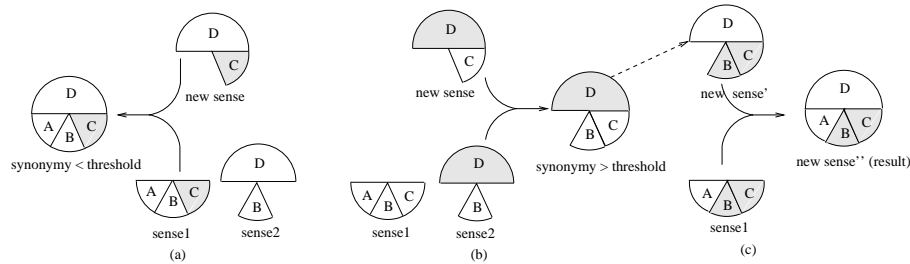 D
C
new sense
D
A
B
C
synonymy < threshold
A
B
C
sense1
D
B
sense2
(a)
D
C
new sense
D
B
C
synonymy > threshold
A
B
C
sense1
D
B
sense2
(b)
D
B
C
new sense'
D
A
B
C
new sense'' (result)
A
B
C
sense1
(c)